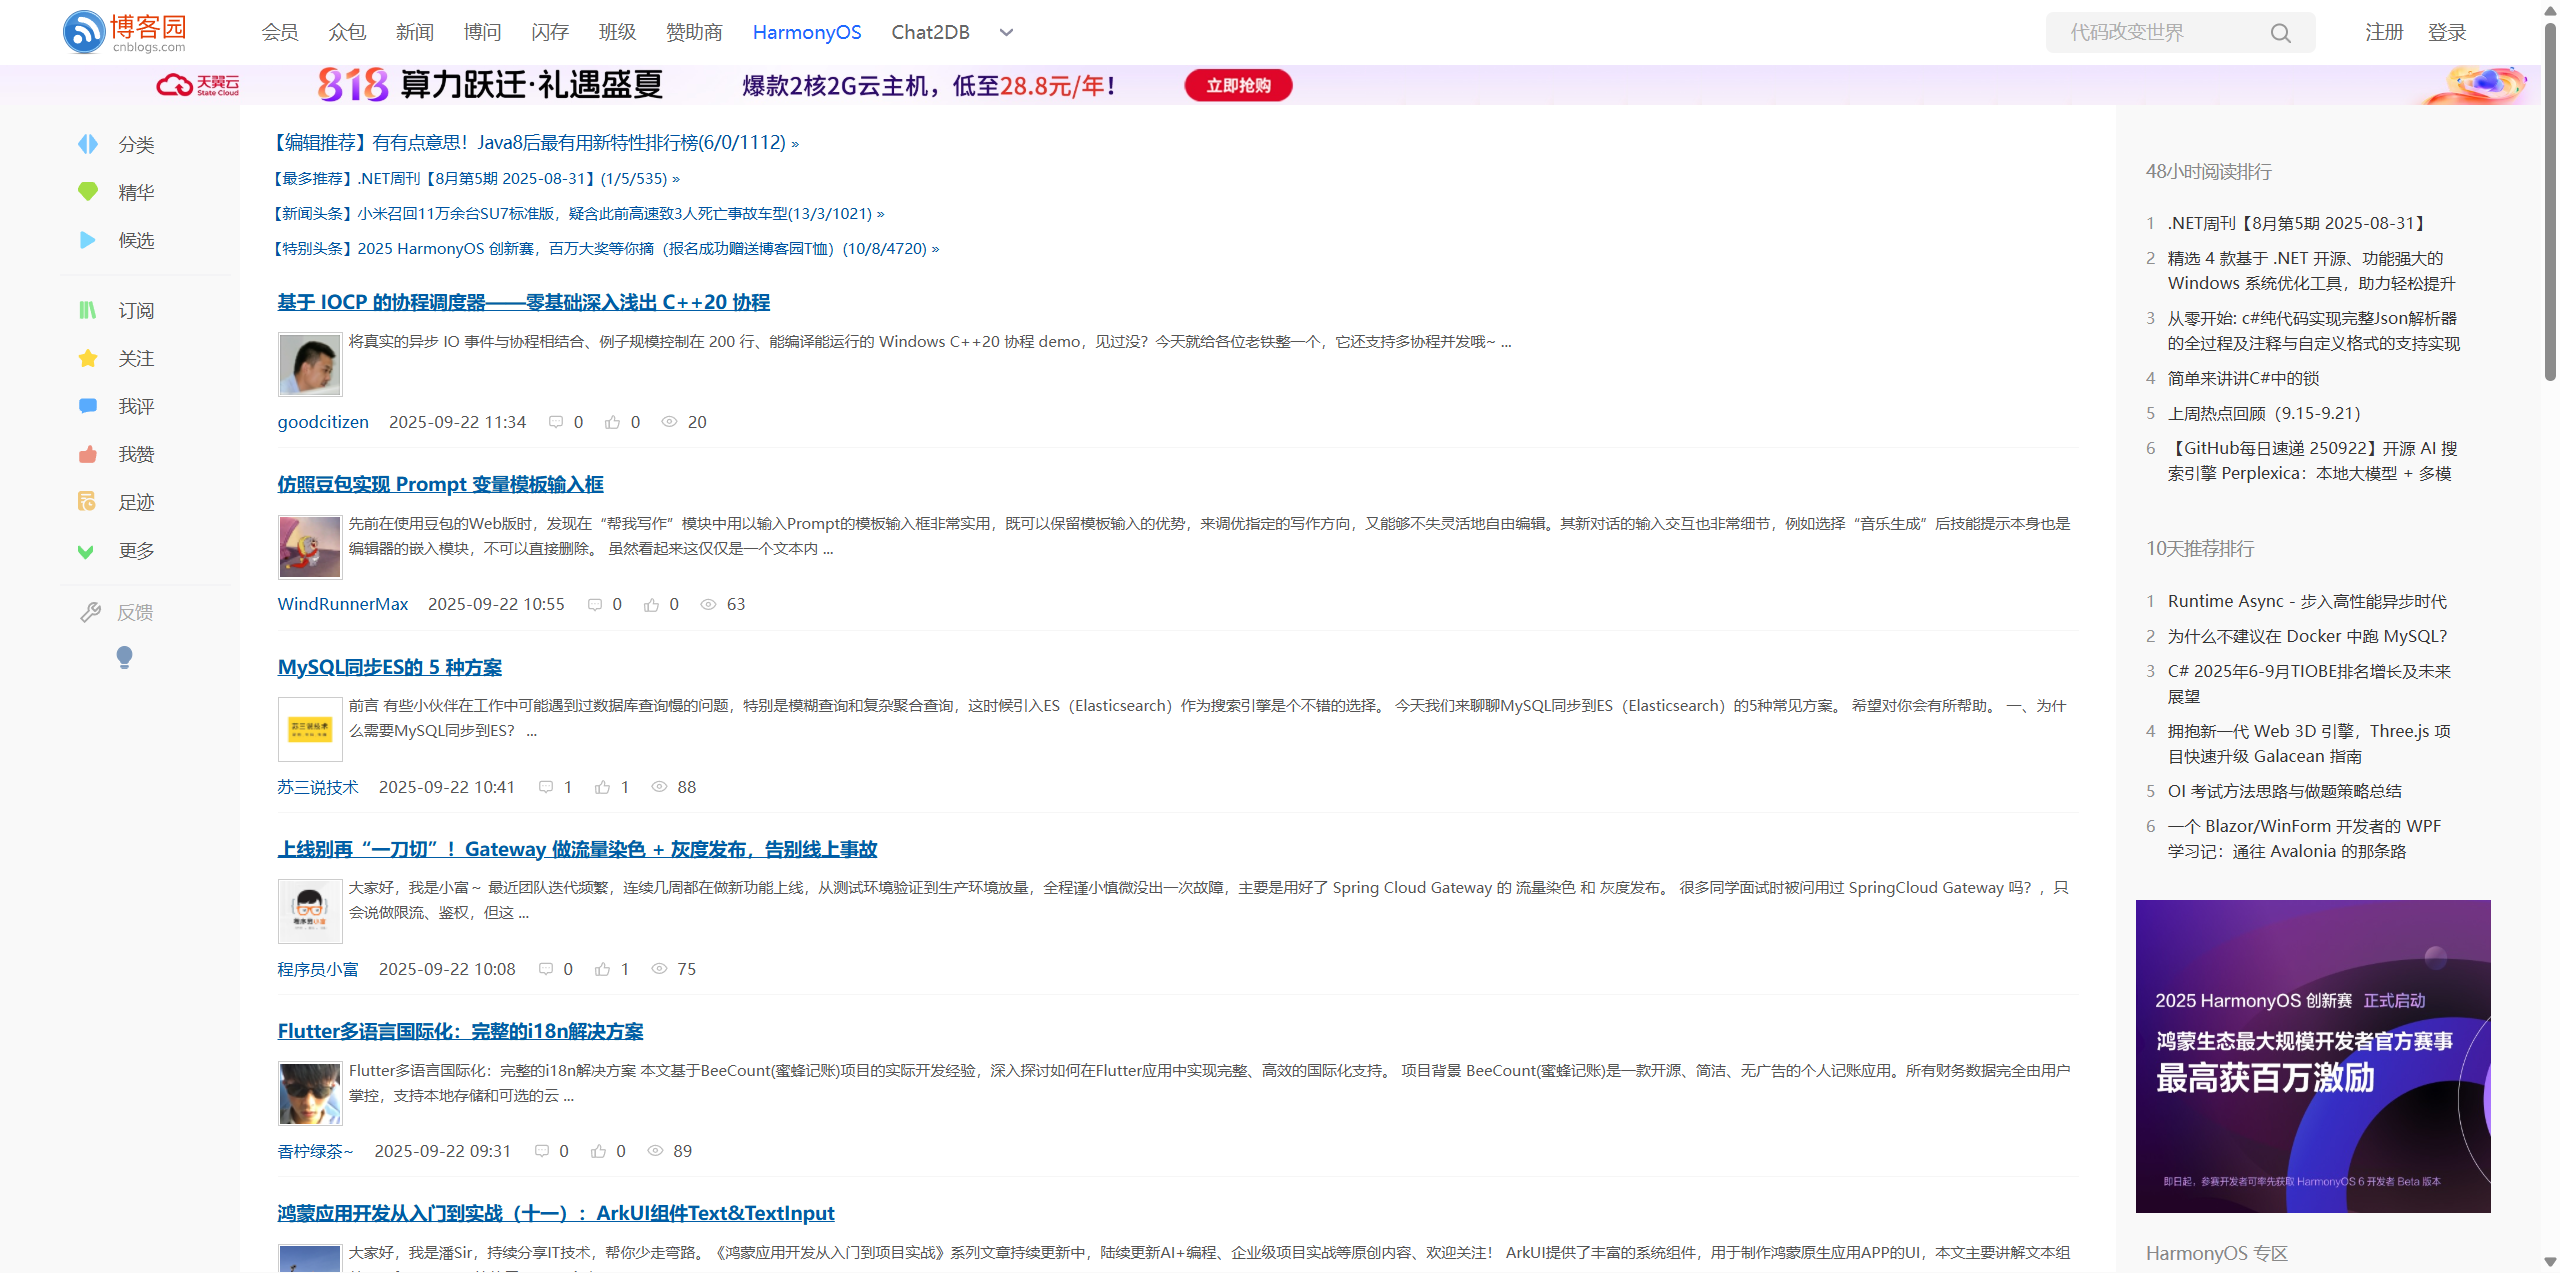 博客园
cnblogs.com
会员 众包 新闻 博问 闪存 班级 赞助商 HarmonyOS Chat2DB
代码改变世界
注册 登录
天翼云
State Cloud
818 算力跃迁·礼遇盛夏 爆款2核2G云主机，低至28.8元/年！ 立即抢购
分类
精华
候选
订阅
关注
我评
我赞
足迹
更多
反馈
【编辑推荐】有有点意思！Java8后最有用新特性排行榜(6/0/1112) »
【最多推荐】.NET周刊【8月第5期 2025-08-31】(1/5/535) »
【新闻头条】小米召回11万余台SU7标准版，疑含此前高速致3人死亡事故车型(13/3/1021) »
【特别头条】2025 HarmonyOS 创新赛，百万大奖等你摘（报名成功赠送博客园T恤）(10/8/4720) »
基于 IOCP 的协程调度器——零基础深入浅出 C++20 协程
将真实的异步 IO 事件与协程相结合、例子规模控制在 200 行、能编译能运行的 Windows C++20 协程 demo，见过没？今天就给各位老铁整一个，它还支持多协程并发哦~ ...
goodcitizen 2025-09-22 11:34 0 0 20
仿照豆包实现 Prompt 变量模板输入框
先前在使用豆包的Web版时，发现在“帮我写作”模块中用以输入Prompt的模板输入框非常实用，既可以保留模板输入的优势，来调优指定的写作方向，又能够不失灵活地自由编辑。其新对话的输入交互也非常细节，例如选择“音乐生成”后技能提示本身也是
编辑器的嵌入模块，不可以直接删除。 虽然看起来这仅仅是一个文本内 ...
WindRunnerMax 2025-09-22 10:55 0 0 63
MySQL同步ES的 5 种方案
苏三说技术
前言 有些小伙伴在工作中可能遇到过数据库查询慢的问题，特别是模糊查询和复杂聚合查询，这时候引入ES（Elasticsearch）作为搜索引擎是个不错的选择。 今天我们来聊聊MySQL同步到ES（Elasticsearch）的5种常见方案。 希望对你会有所帮助。 一、为什
么需要MySQL同步到ES？ ...
苏三说技术 2025-09-22 10:41 1 1 88
上线别再“一刀切”！Gateway 做流量染色 + 灰度发布，告别线上事故
大家好，我是小富～ 最近团队迭代频繁，连续几周都在做新功能上线，从测试环境验证到生产环境放量，全程谨小慎微没出一次故障，主要是用好了 Spring Cloud Gateway 的 流量染色 和 灰度发布。 很多同学面试时被问用过 SpringCloud Gateway 吗？，只
会说做限流、鉴权，但这 ...
程序员小富 2025-09-22 10:08 0 1 75
Flutter多语言国际化：完整的i18n解决方案
Flutter多语言国际化：完整的i18n解决方案 本文基于BeeCount(蜜蜂记账)项目的实际开发经验，深入探讨如何在Flutter应用中实现完整、高效的国际化支持。 项目背景 BeeCount(蜜蜂记账)是一款开源、简洁、无广告的个人记账应用。所有财务数据完全由用户
掌控，支持本地存储和可选的云 ...
香柠绿茶~ 2025-09-22 09:31 0 0 89
鸿蒙应用开发从入门到实战（十一）：ArkUI组件Text&TextInput
大家好，我是潘Sir，持续分享IT技术，帮你少走弯路。《鸿蒙应用开发从入门到项目实战》系列文章持续更新中，陆续更新AI+编程、企业级项目实战等原创内容、欢迎关注！ ArkUI提供了丰富的系统组件，用于制作鸿蒙原生应用APP的UI，本文主要讲解文本组
48小时阅读排行
1 .NET周刊【8月第5期 2025-08-31】
2 精选 4 款基于 .NET 开源、功能强大的
Windows 系统优化工具，助力轻松提升
3 从零开始: c#纯代码实现完整Json解析器
的全过程及注释与自定义格式的支持实现
4 简单来讲讲C#中的锁
5 上周热点回顾（9.15-9.21）
6 【GitHub每日速递 250922】开源 AI 搜
索引擎 Perplexica：本地大模型 + 多模
10天推荐排行
1 Runtime Async - 步入高性能异步时代
2 为什么不建议在 Docker 中跑 MySQL？
3 C# 2025年6-9月TIOBE排名增长及未来
展望
4 拥抱新一代 Web 3D 引擎，Three.js 项
目快速升级 Galacean 指南
5 OI 考试方法思路与做题策略总结
6 一个 Blazor/WinForm 开发者的 WPF
学习记：通往 Avalonia 的那条路
2025 HarmonyOS 创新赛 正式启动
鸿蒙生态最大规模开发者官方赛事
最高获百万激励
即日起，参赛开发者可率先获取 HarmonyOS 6 开发者 Beta 版本
HarmonyOS 专区